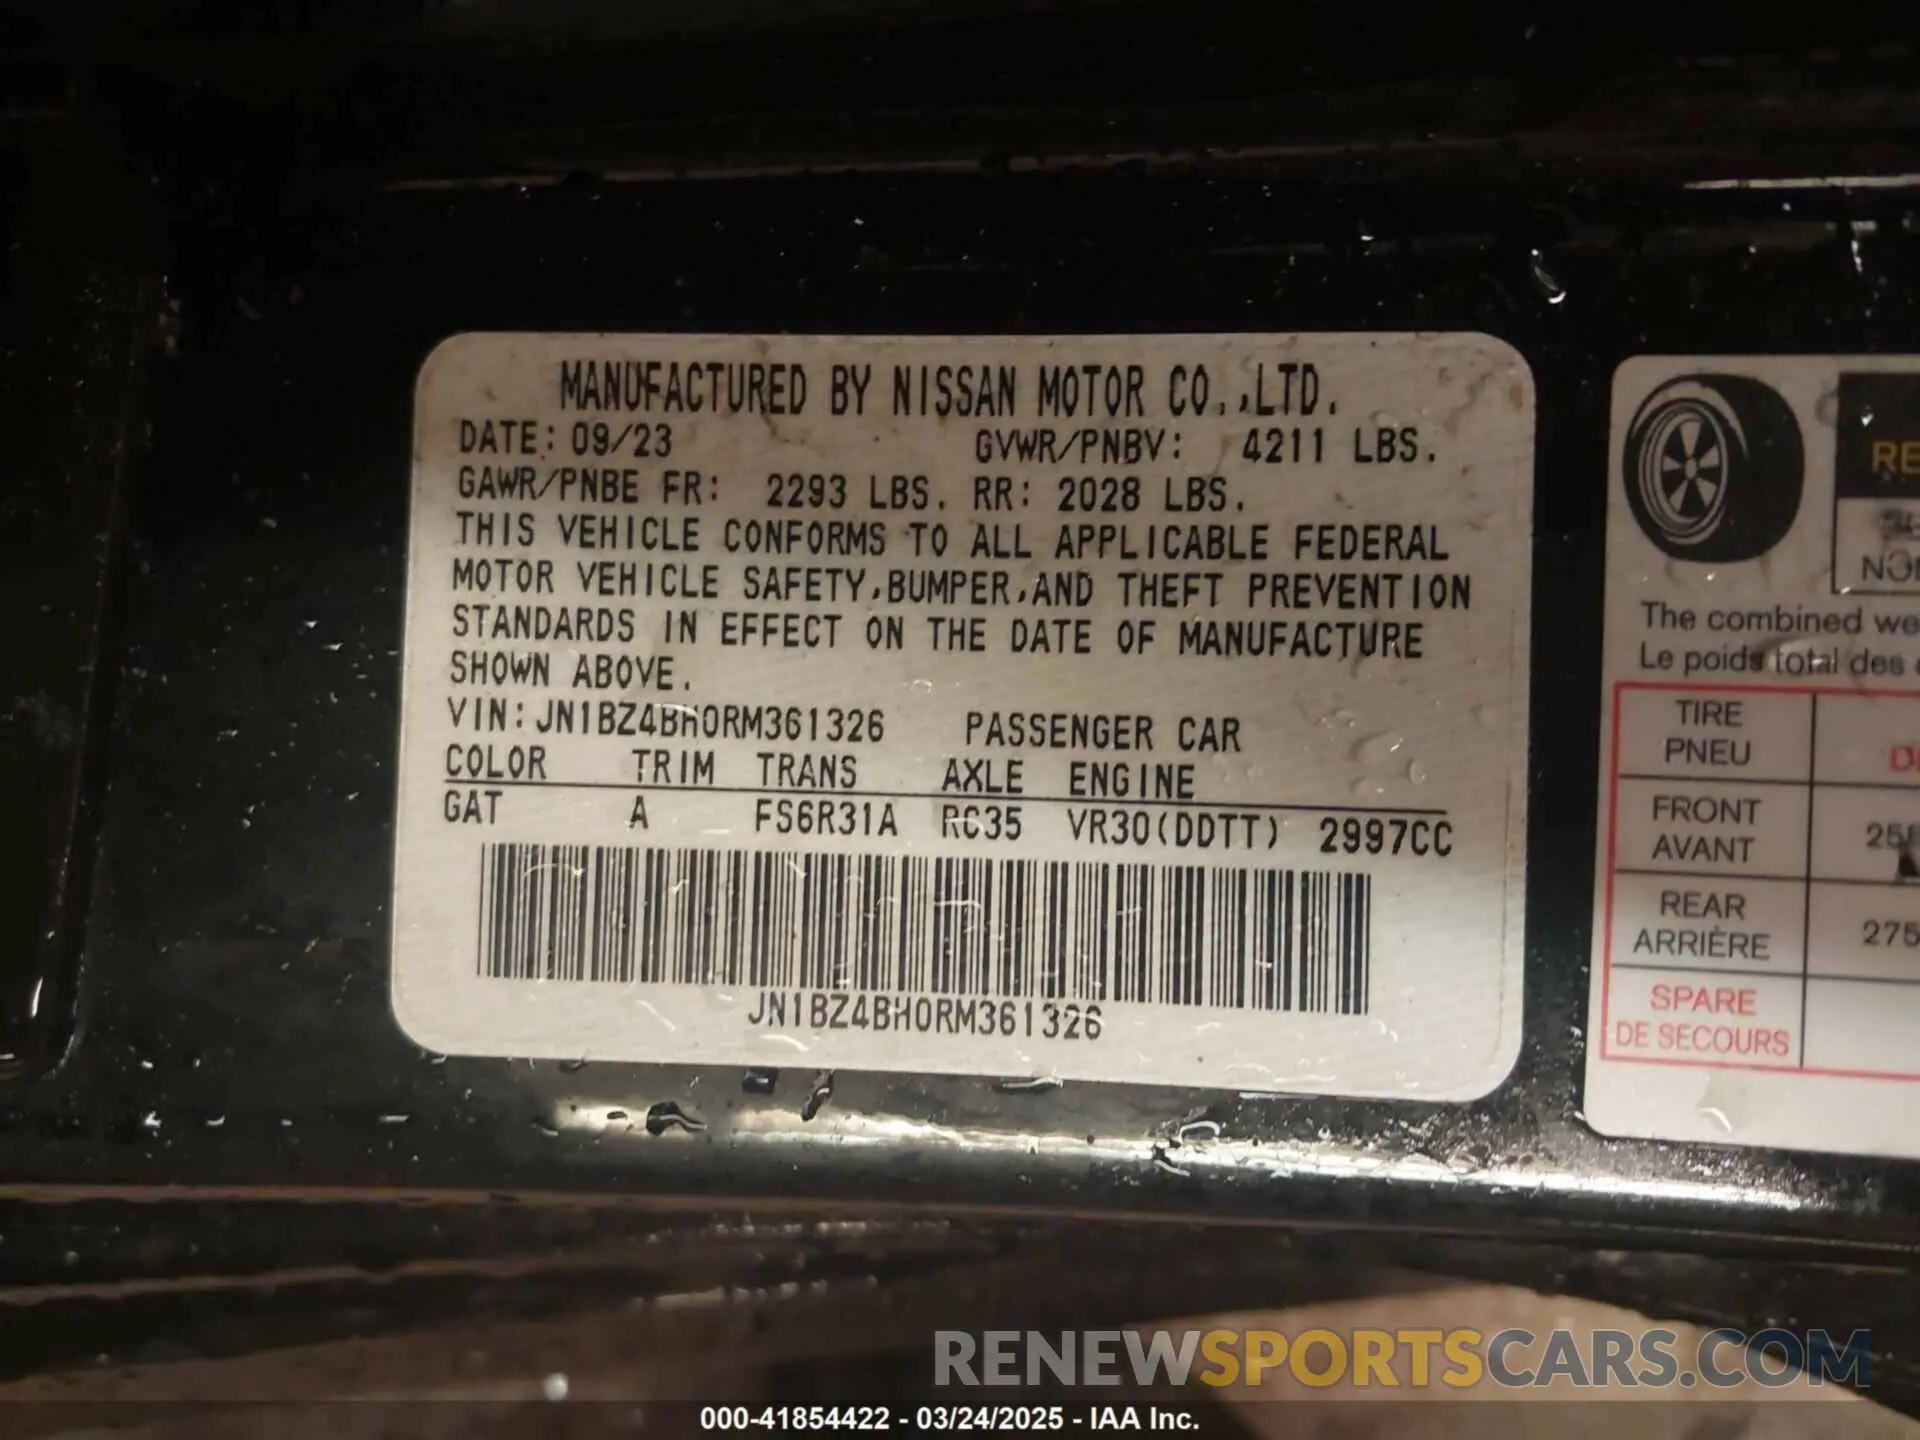 MANUFACTURED BY NISSAN MOTOR CO.,LTD.
DATE: 09/23 GVWR/PNBV: 4211 LBS.
GAWR/PNBE FR: 2293 LBS. RR: 2028 LBS.
THIS VEHICLE CONFORMS TO ALL APPLICABLE FEDERAL
MOTOR VEHICLE SAFETY,BUMPER,AND THEFT PREVENTION
STANDARDS IN EFFECT ON THE DATE OF MANUFACTURE
SHOWN ABOVE.
VIN: JN1BZ4BH0RM361326 PASSENGER CAR
COLOR TRIM TRANS AXLE ENGINE
GAT A FS6R31A RC35 VR30(DDTT) 2997CC
JN1BZ4BH0RM361326
The combined we
Le poids total des
TIRE
PNEU
FRONT
AVANT
REAR
ARRIÈRE
275
SPARE
DE SECOURS
RENEWSPORTSCARS.COM
000-41854422 - 03/24/2025 - IAA Inc.